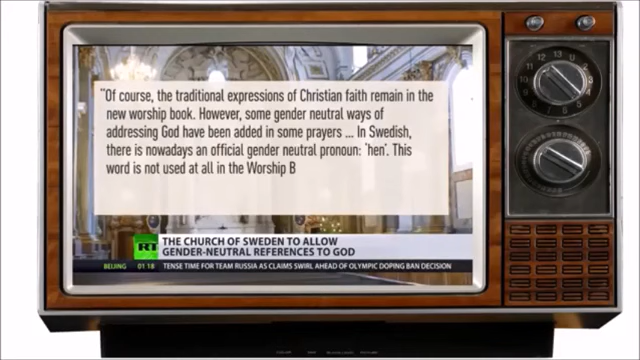 "Of course, the traditional expressions of Christian faith remain in the
new worship book. However, some gender neutral ways of
addressing God have been added in some prayers ... In Swedish,
there is nowadays an official gender neutral pronoun: 'hen'. This
word is not used at all in the Worship B
RT
THE CHURCH OF SWEDEN TO ALLOW
GENDER-NEUTRAL REFERENCES TO GOD
BEIJING 01 18 TENSE TIME FOR TEAM RUSSIA AS CLAIMS SWIRL AHEAD OF OLYMPIC DOPING BAN DECISION